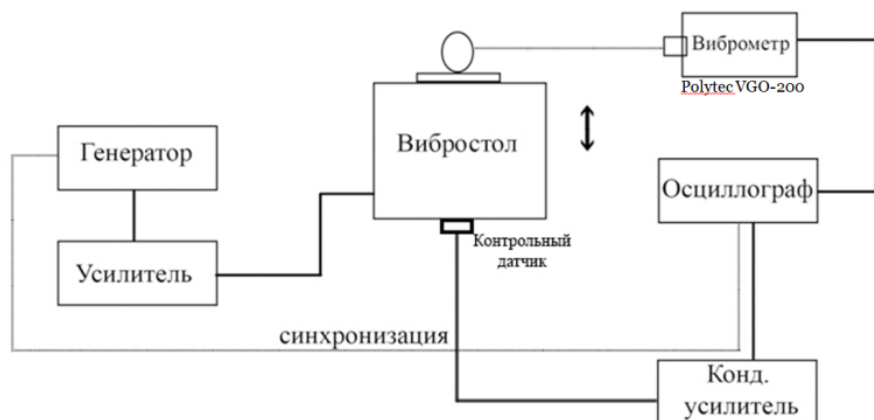 Виброметр
Polytec VGO-200
Генератор
Вибростол
Осциллограф
Контрольный
датчик
Усилитель
синхронизация
Конд.
усилитель